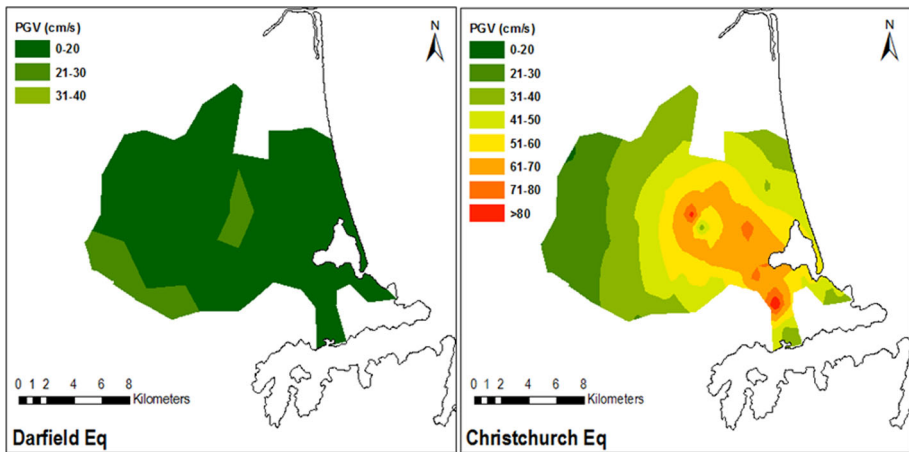 PGV (cm/s)
0-20
21-30
31-40
N
0 1 2 4 6 8
Kilometers
Darfield Eq
PGV (cm/s)
0-20
21-30
31-40
41-50
51-60
61-70
71-80
>80
N
0 1 2 4 6 8
Kilometers
Christchurch Eq